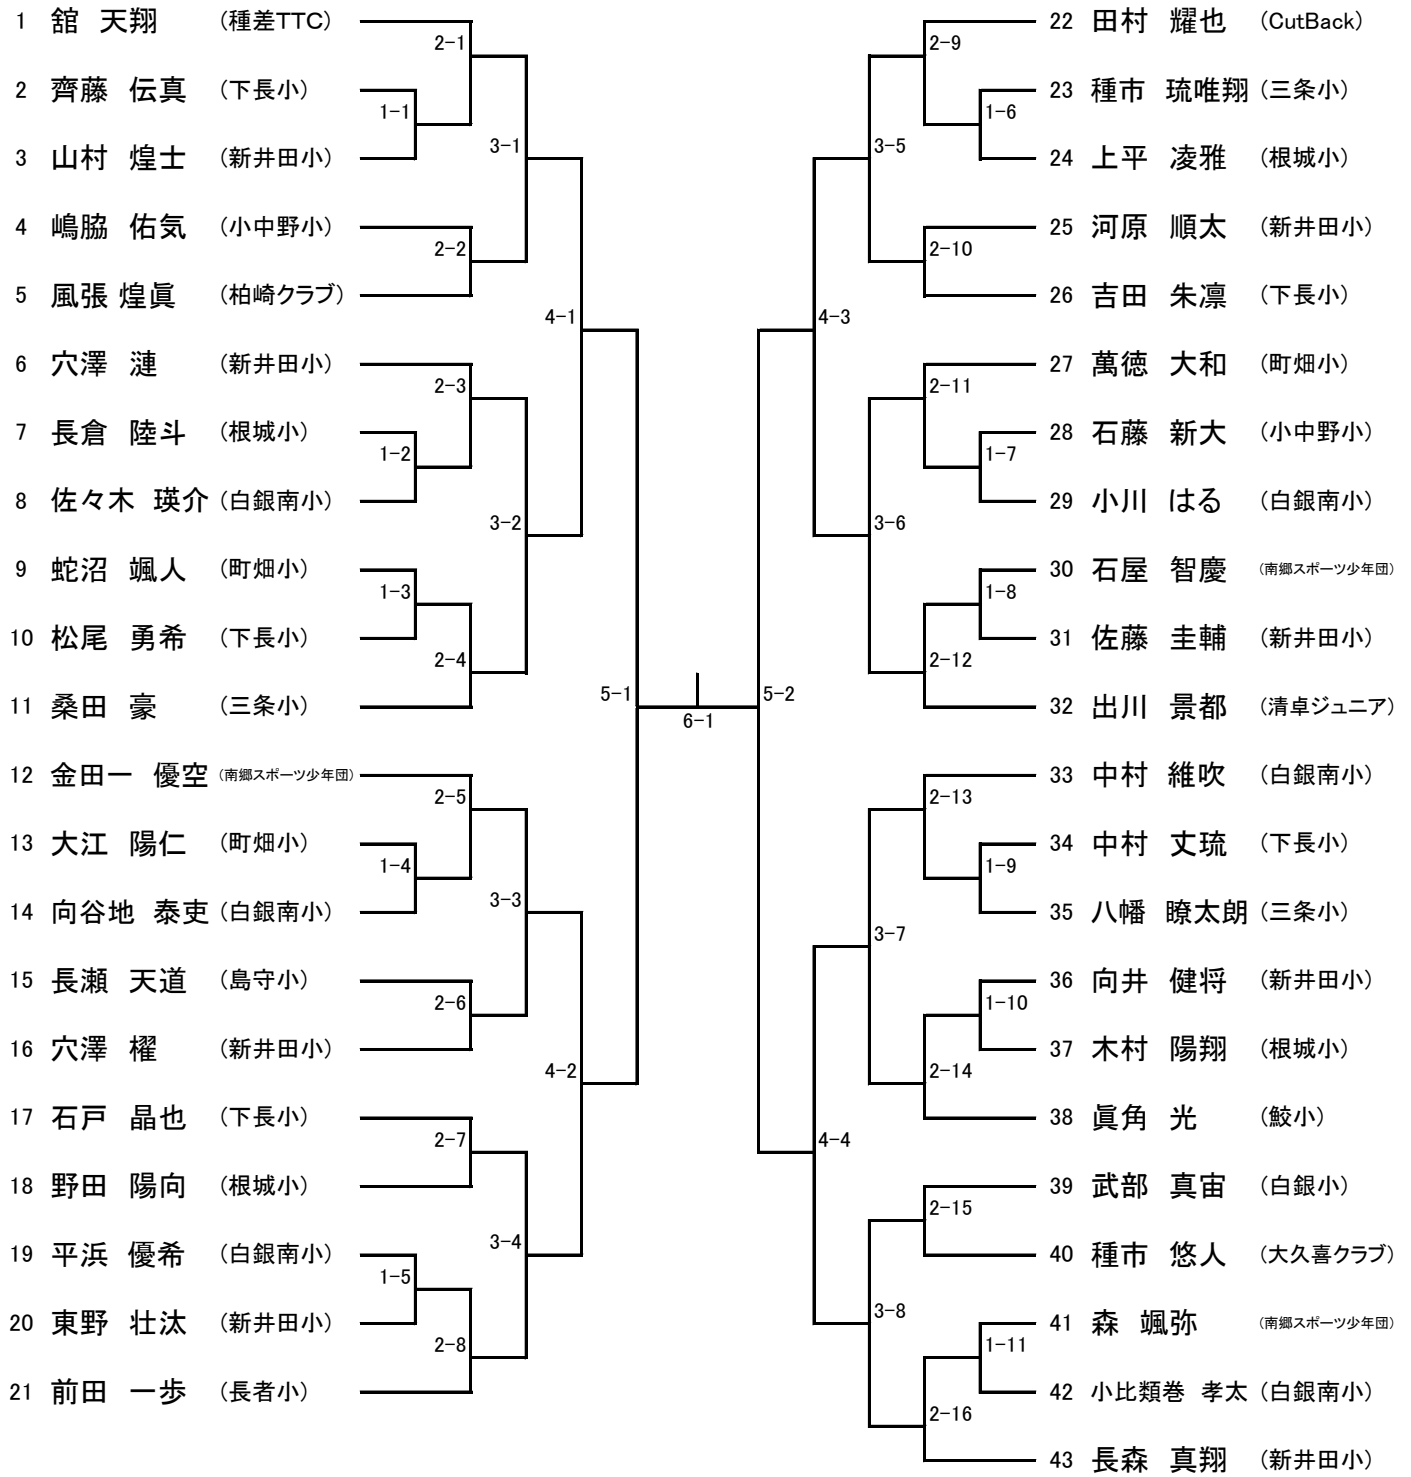 1 舘 天翔 (種差TTC)
2-1
2 齊藤 伝真 (下長小)
1-1
3 山村 煌士 (新井田小)
3-1
4 嶋脇 佑気 (小中野小)
2-2
5 風張 煌眞 (柏崎クラブ)
4-1
6 穴澤 漣 (新井田小)
2-3
7 長倉 陸斗 (根城小)
1-2
8 佐々木 瑛介 (白銀南小)
3-2
9 蛇沼 颯人 (町畑小)
1-3
10 松尾 勇希 (下長小)
2-4
11 桑田 豪 (三条小)
5-1
12 金田一 優空 (南郷スポーツ少年団)
2-5
13 大江 陽仁 (町畑小)
1-4
14 向谷地 泰吏 (白銀南小)
3-3
15 長瀬 天道 (島守小)
2-6
16 穴澤 櫂 (新井田小)
4-2
17 石戸 晶也 (下長小)
2-7
18 野田 陽向 (根城小)
3-4
19 平浜 優希 (白銀南小)
1-5
20 東野 壮汰 (新井田小)
2-8
21 前田 一歩 (長者小)
6-1
22 田村 耀也 (CutBack)
2-9
23 種市 琉唯翔 (三条小)
1-6
24 上平 凌雅 (根城小)
3-5
25 河原 順太 (新井田小)
2-10
26 吉田 朱凛 (下長小)
4-3
27 萬徳 大和 (町畑小)
2-11
28 石藤 新大 (小中野小)
1-7
29 小川 はる (白銀南小)
3-6
30 石屋 智慶 (南郷スポーツ少年団)
1-8
31 佐藤 圭輔 (新井田小)
2-12
32 出川 景都 (清卓ジュニア)
5-2
33 中村 維吹 (白銀南小)
2-13
34 中村 丈琉 (下長小)
1-9
35 八幡 瞭太朗 (三条小)
3-7
36 向井 健将 (新井田小)
1-10
37 木村 陽翔 (根城小)
2-14
38 眞角 光 (鮫小)
4-4
39 武部 真宙 (白銀小)
2-15
40 種市 悠人 (大久喜クラブ)
3-8
41 森 颯弥 (南郷スポーツ少年団)
1-11
42 小比類巻 孝太 (白銀南小)
2-16
43 長森 真翔 (新井田小)